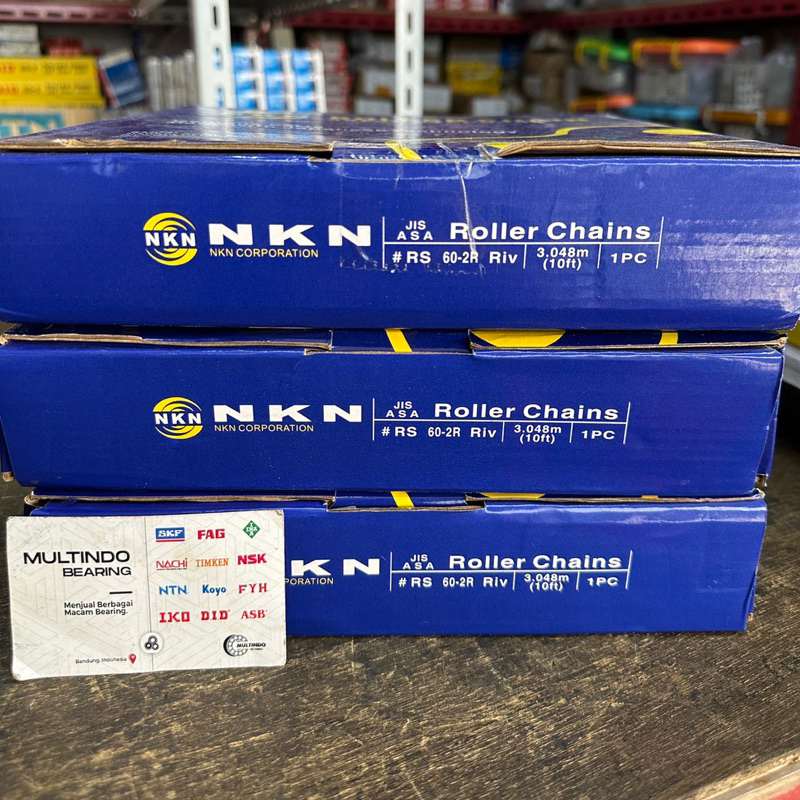 NKN
NKN
NKN CORPORATION
JIS
ASA
Roller Chains
# RS 60-2R Riv
3.048m
(10ft)
1PC
NKN
NKN
NKN CORPORATION
JIS
ASA
Roller Chains
# RS 60-2R Riv
3.048m
(10ft)
1PC
KN
PORATION
JIS
ASA
Roller Chains
# RS 60-2R Riv
3.048m
(10ft)
1PC
MULTINDO
BEARING
Menjual Berbagai
Macam Bearing.
Bandung, Indonesia
SKF FAG INA
NACHI TIMKEN NSK
NTN Koyo FYH
IKO DID ASB
MULTINDO